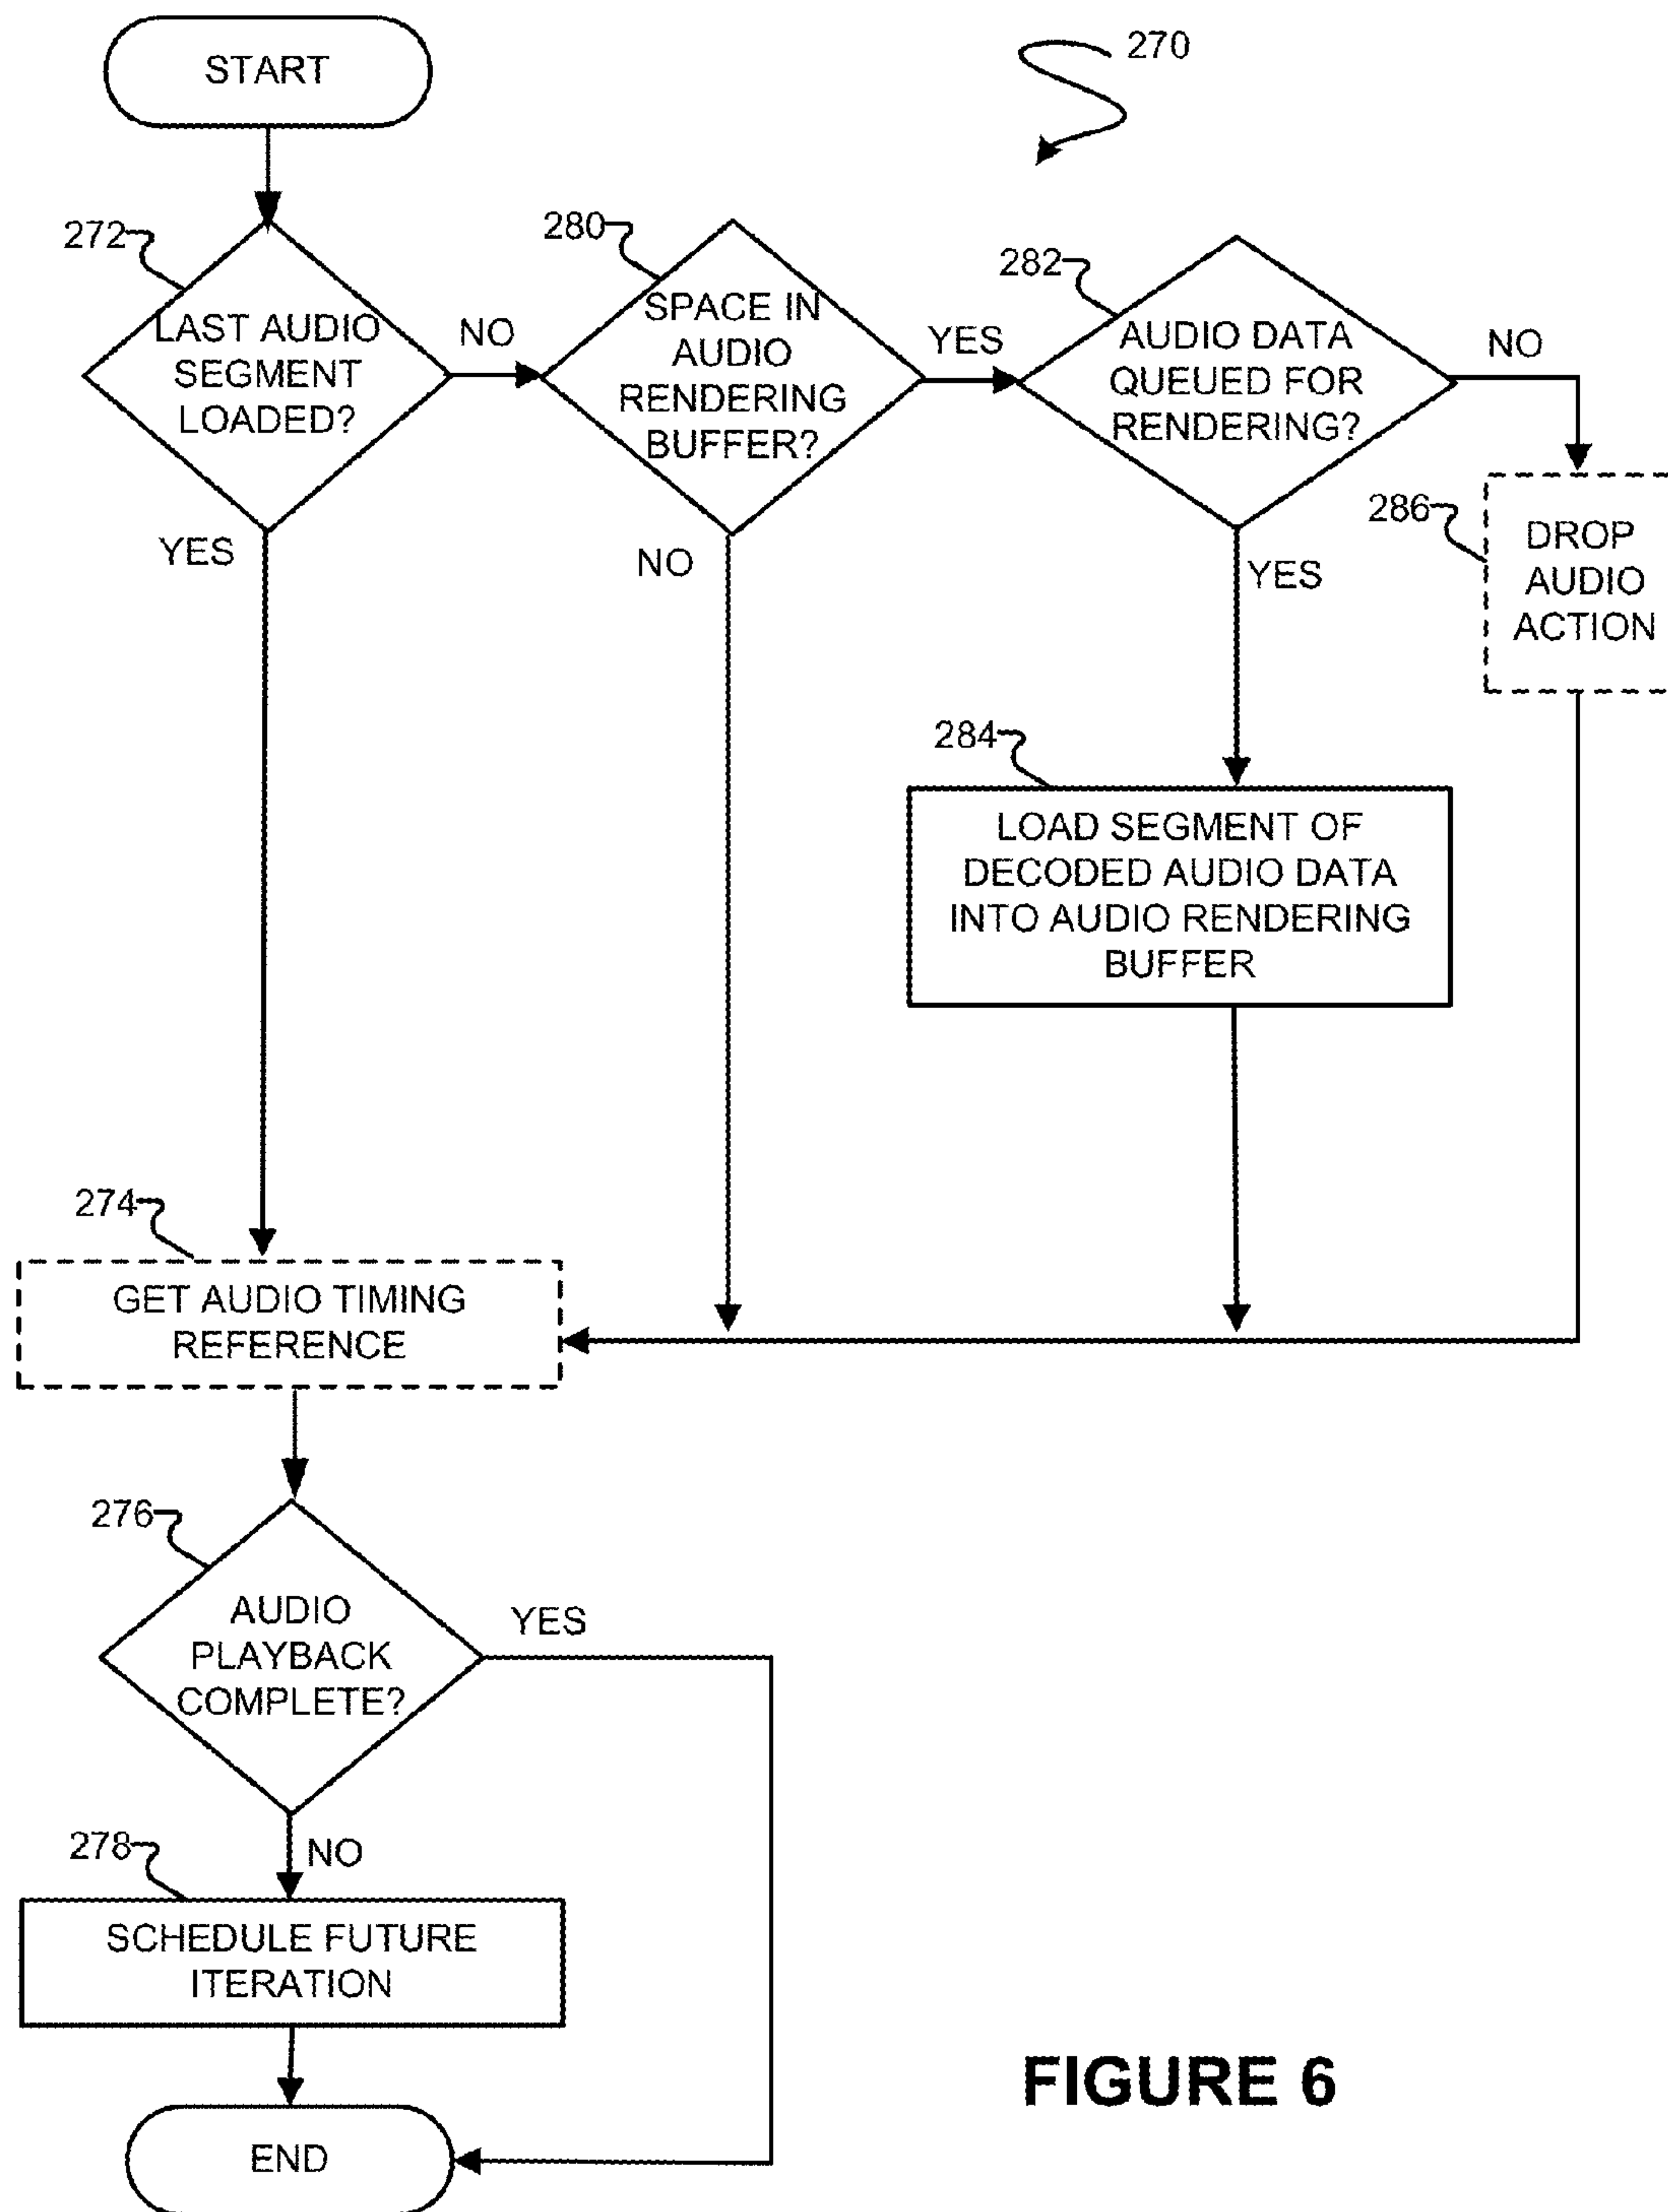 START
270
272
LAST AUDIO
SEGMENT
LOADED?
NO
YES
280
SPACE IN
AUDIO
RENDERING
BUFFER?
YES
NO
282
AUDIO DATA
QUEUED FOR
RENDERING?
NO
YES
286
DROP
AUDIO
ACTION
284
LOAD SEGMENT OF
DECODED AUDIO DATA
INTO AUDIO RENDERING
BUFFER
274
GET AUDIO TIMING
REFERENCE
276
AUDIO
PLAYBACK
COMPLETE?
YES
NO
278
SCHEDULE FUTURE
ITERATION
END
FIGURE 6